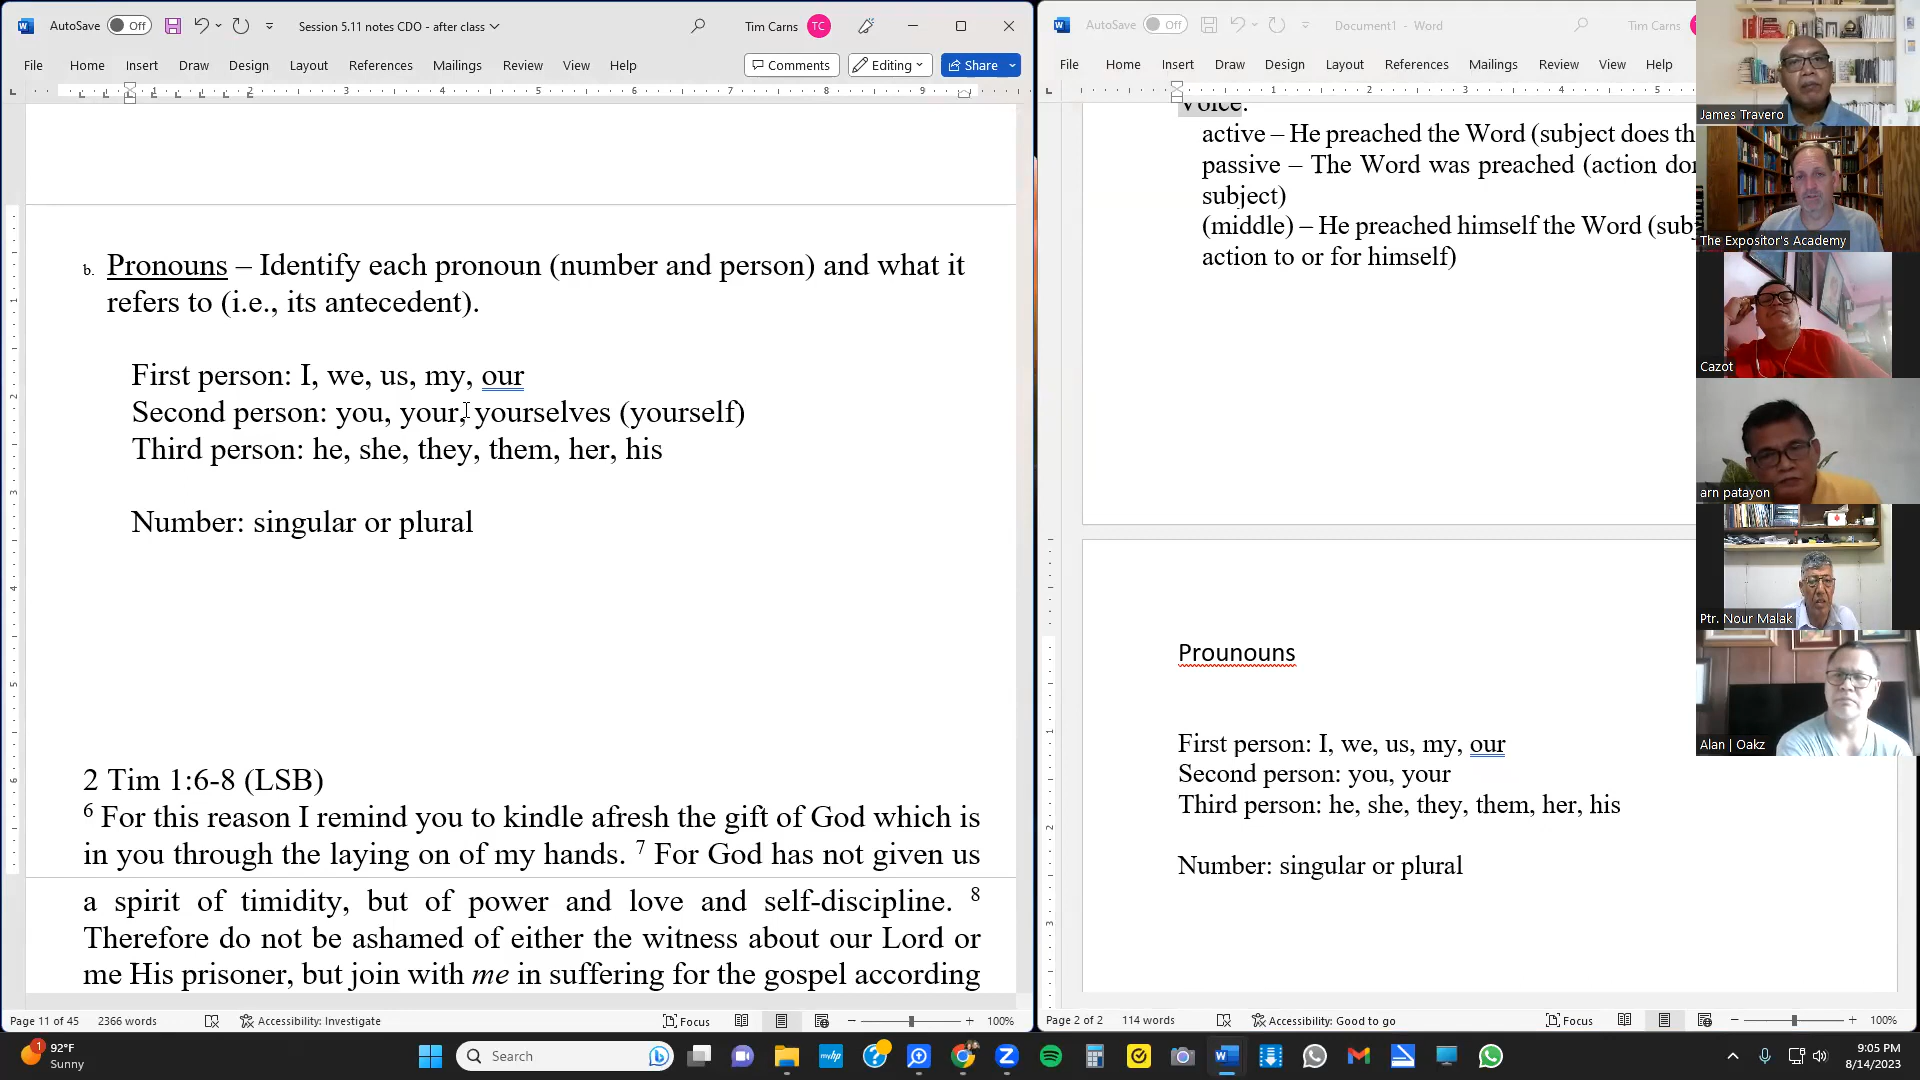 AutoSave Off Session 5.11 notes CDO - after class Tim Carns TC
File Home Insert Draw Design Layout References Mailings Review View Help Comments Editing Share
b. Pronouns – Identify each pronoun (number and person) and what it
refers to (i.e., its antecedent).
First person: I, we, us, my, our
Second person: you, your, yourselves (yourself)
Third person: he, she, they, them, her, his
Number: singular or plural
2 Tim 1:6-8 (LSB)
6 For this reason I remind you to kindle afresh the gift of God which is
in you through the laying on of my hands. 7 For God has not given us
a spirit of timidity, but of power and love and self-discipline. 8
Therefore do not be ashamed of either the witness about our Lord or
me His prisoner, but join with me in suffering for the gospel according
Page 11 of 45 2366 words Accessibility: Investigate Focus 100%
AutoSave Off Document1 - Word Tim Carns
File Home Insert Draw Design Layout References Mailings Review View Help
Voice:
active – He preached the Word (subject does th
passive – The Word was preached (action don
subject)
(middle) – He preached himself the Word (sub
action to or for himself)
Prounouns
First person: I, we, us, my, our
Second person: you, your
Third person: he, she, they, them, her, his
Number: singular or plural
Page 2 of 2 114 words Accessibility: Good to go Focus 100%
James Travero
The Expositor's Academy
Cazot
arn patayon
Ptr. Nour Malak
Alan | Oakz
1 92°F
Sunny
Search
myhp
9:05 PM
8/14/2023